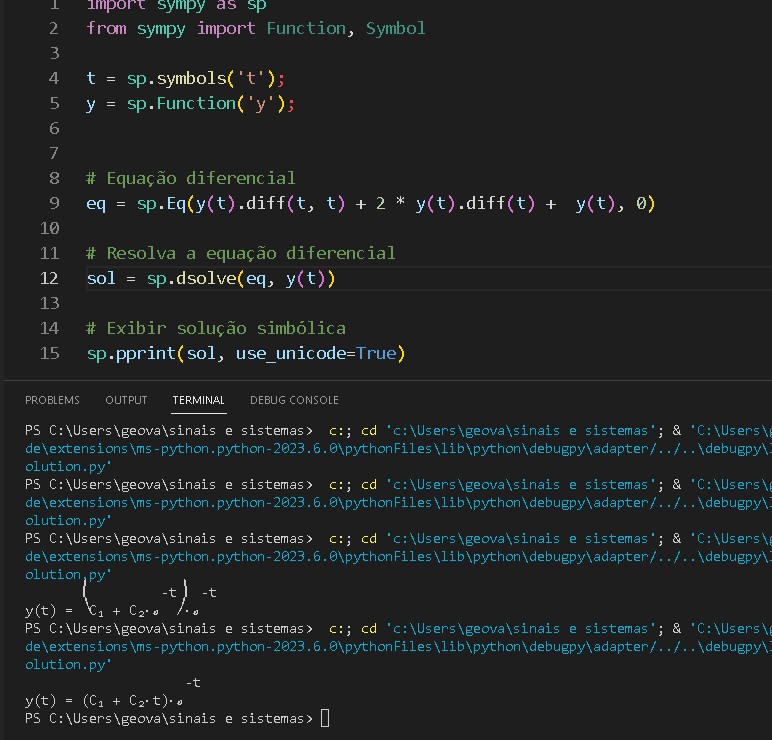 1 import sympy as sp
2 from sympy import Function, Symbol
3
4 t = sp.symbols('t');
5 y = sp.Function('y');
6
7
8 # Equação diferencial
9 eq = sp.Eq(y(t).diff(t, t) + 2 * y(t).diff(t) +  y(t), 0)
10
11 # Resolva a equação diferencial
12 sol = sp.dsolve(eq, y(t))
13
14 # Exibir solução simbólica
15 sp.pprint(sol, use_unicode=True)
PROBLEMS OUTPUT TERMINAL DEBUG CONSOLE
PS C:\Users\geova\sinais e sistemas>  c:; cd 'c:\Users\geova\sinais e sistemas'; & 'C:\Users\g
de\extensions\ms-python.python-2023.6.0\pythonFiles\lib\python\debugpy\adapter/../..\debugpy\l
olution.py'
PS C:\Users\geova\sinais e sistemas>  c:; cd 'c:\Users\geova\sinais e sistemas'; & 'C:\Users\g
de\extensions\ms-python.python-2023.6.0\pythonFiles\lib\python\debugpy\adapter/../..\debugpy\l
olution.py'
PS C:\Users\geova\sinais e sistemas>  c:; cd 'c:\Users\geova\sinais e sistemas'; & 'C:\Users\g
de\extensions\ms-python.python-2023.6.0\pythonFiles\lib\python\debugpy\adapter/../..\debugpy\l
olution.py'
⎛         -t⎞  -t
y(t) = ⎝C₁ + C₂⋅ℯ  ⎠⋅ℯ
PS C:\Users\geova\sinais e sistemas>  c:; cd 'c:\Users\geova\sinais e sistemas'; & 'C:\Users\g
de\extensions\ms-python.python-2023.6.0\pythonFiles\lib\python\debugpy\adapter/../..\debugpy\l
olution.py'
-t
y(t) = (C₁ + C₂⋅t)⋅ℯ
PS C:\Users\geova\sinais e sistemas>